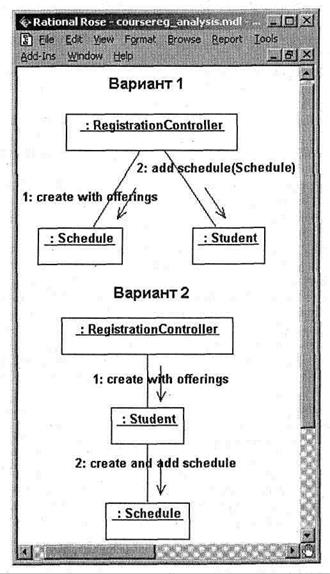 Rational Rose - coursereg_analysis.mdl - ...
File Edit View Format Browse Report Tools
Add-Ins Window Help
Вариант 1
: RegistrationController
2: add schedule(Schedule)
1: create with offerings
: Schedule
: Student
Вариант 2
: RegistrationController
1: create with offerings
: Student
2: create and add schedule
: Schedule